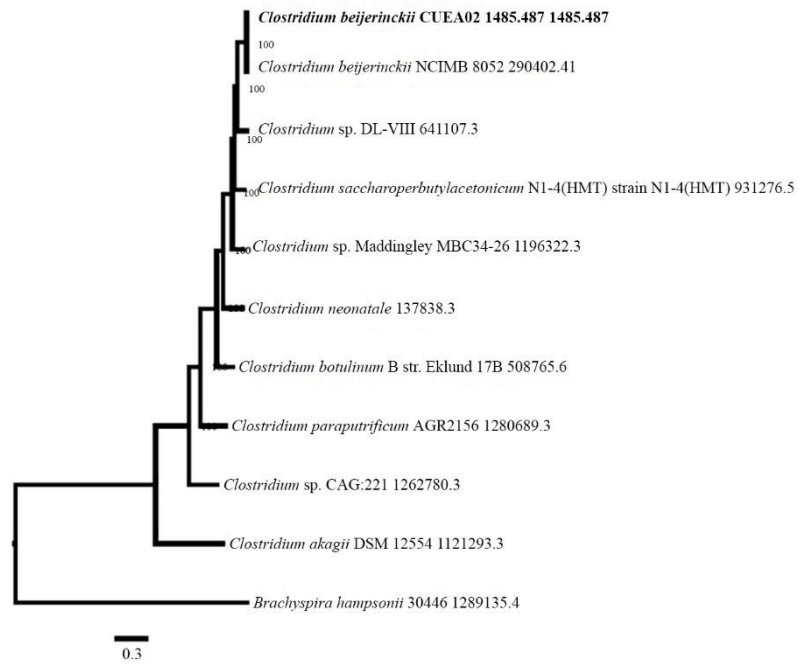 Clostridium beijerinckii CUEA02 1485.487 1485.487
100
Clostridium beijerinckii NCIMB 8052 290402.41
100
Clostridium sp. DL-VIII 641107.3
100
Clostridium saccharoperbutylacetonicum N1-4(HMT) strain N1-4(HMT) 931276.5
100
Clostridium sp. Maddingley MBC34-26 1196322.3
100
Clostridium neonatale 137838.3
Clostridium botulinum B str. Eklund 17B 508765.6
Clostridium paraputrificum AGR2156 1280689.3
Clostridium sp. CAG:221 1262780.3
Clostridium akagii DSM 12554 1121293.3
Brachyspira hampsonii 30446 1289135.4
0.3